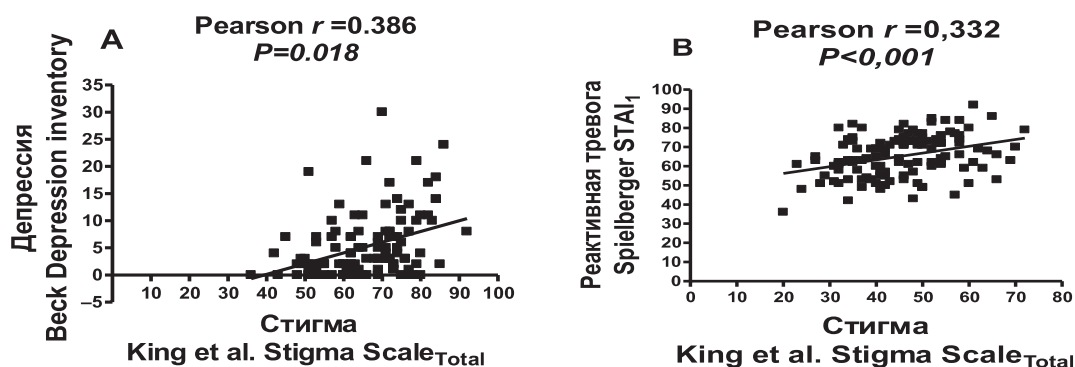 A
Pearson r =0.386
P=0.018
Депрессия
Beck Depression inventory
35
30
25
20
15
10
5
0
–5
10 20 30 40 50 60 70 80 90 100
Стигма
King et al. Stigma ScaleTotal
B
Pearson r =0,332
P<0,001
Реактивная тревога
Spielberger STAI1
100
90
80
70
60
50
40
30
20
10
0
0 10 20 30 40 50 60 70 80
Стигма
King et al. Stigma ScaleTotal